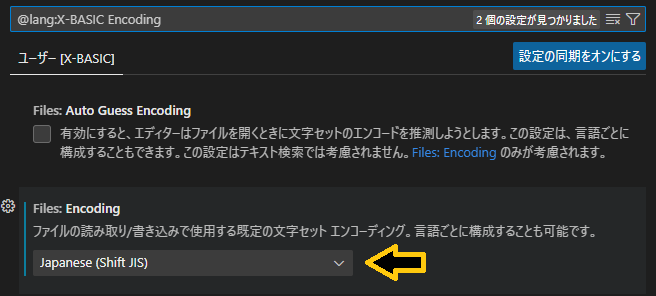 @lang:X-BASIC Encoding
2 個の設定が見つかりました
ユーザー [X-BASIC]
設定の同期をオンにする
Files: Auto Guess Encoding
有効にすると、エディターはファイルを開くときに文字セットのエンコードを推測しようとします。この設定は、言語ごとに
構成することもできます。この設定はテキスト検索では考慮されません。Files: Encoding のみが考慮されます。
Files: Encoding
ファイルの読み取り/書き込みで使用する既定の文字セット エンコーディング。言語ごとに構成することも可能です。
Japanese (Shift JIS)